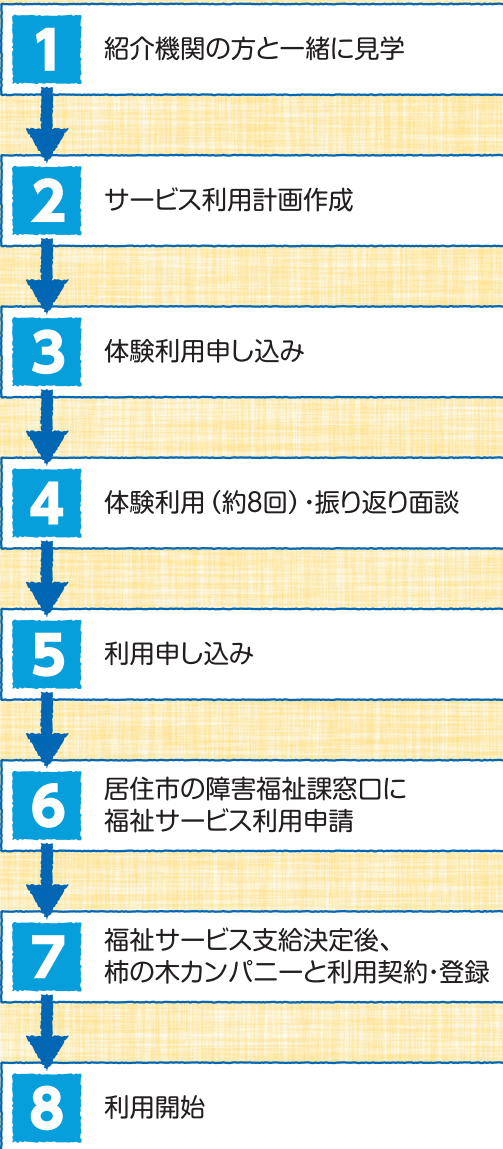 1 紹介機関の方と一緒に見学
2 サービス利用計画作成
3 体験利用申し込み
4 体験利用（約8回）・振り返り面談
5 利用申し込み
6 居住市の障害福祉課窓口に
福祉サービス利用申請
7 福祉サービス支給決定後、
柿の木カンパニーと利用契約・登録
8 利用開始